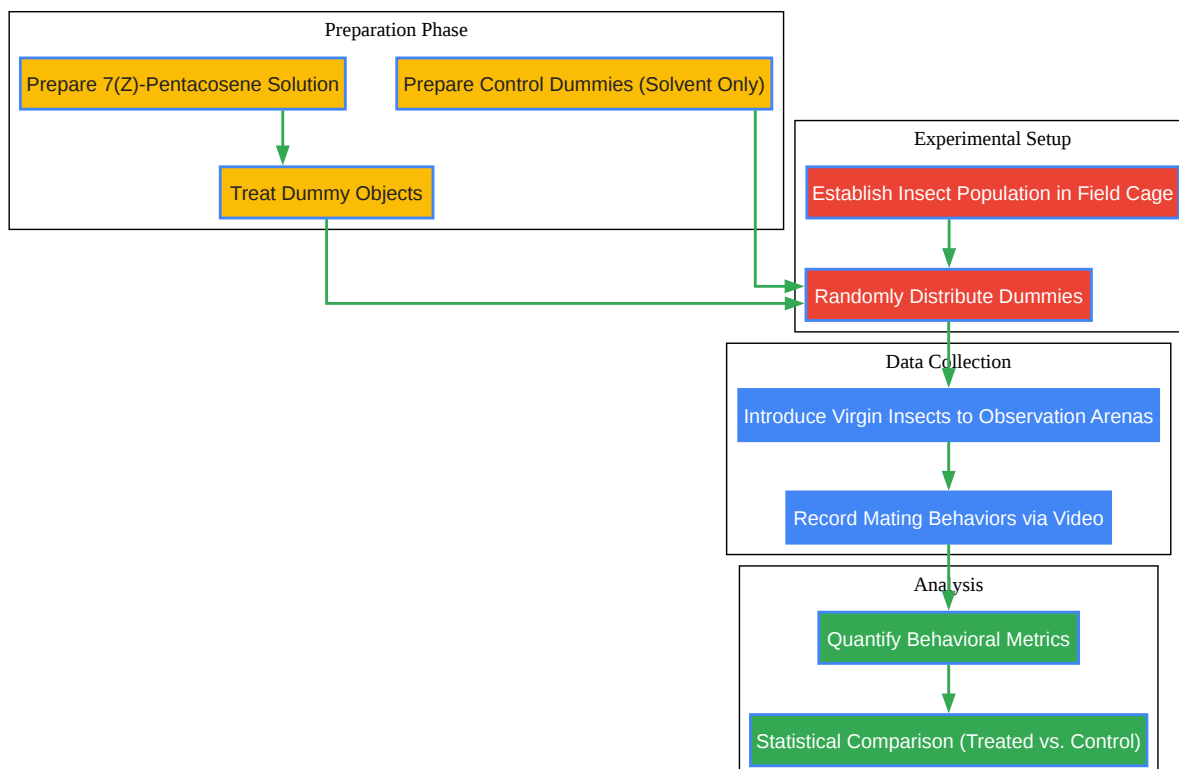 Preparation Phase
Prepare 7(Z)-Pentacosene Solution
Prepare Control Dummies (Solvent Only)
Treat Dummy Objects
Experimental Setup
Establish Insect Population in Field Cage
Randomly Distribute Dummies
Data Collection
Introduce Virgin Insects to Observation Arenas
Record Mating Behaviors via Video
Analysis
Quantify Behavioral Metrics
Statistical Comparison (Treated vs. Control)